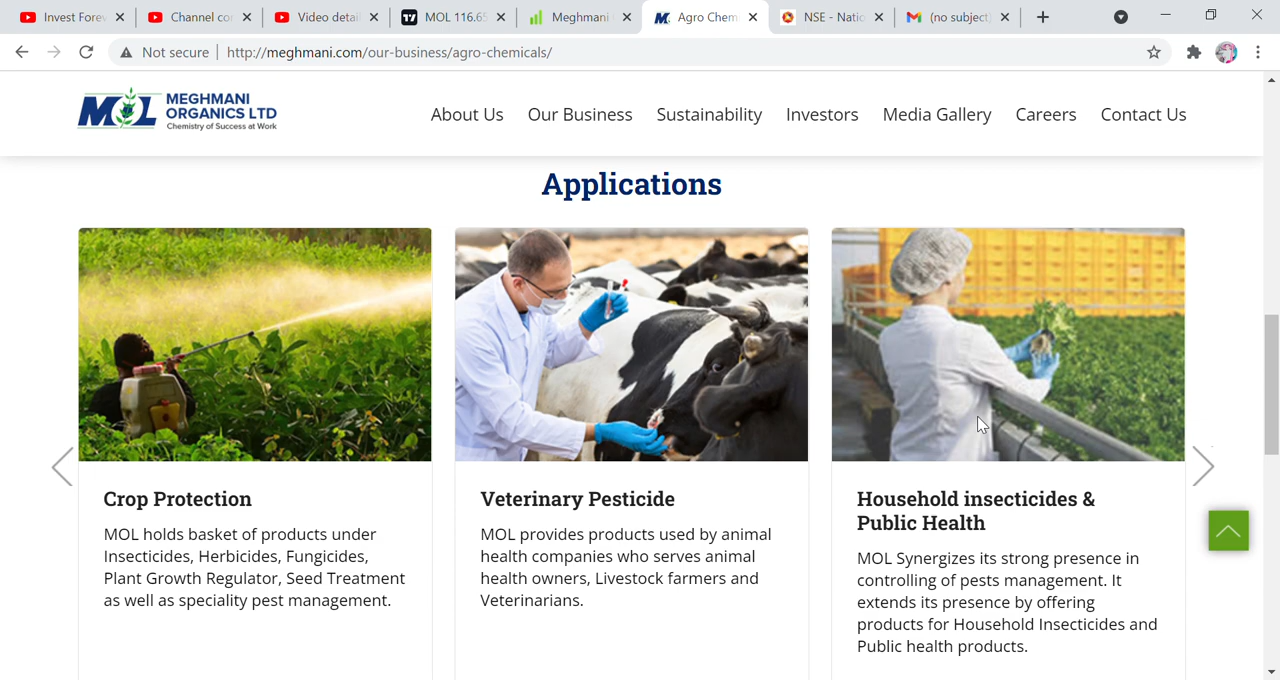 Invest Forev
Channel co
Video detai
MOL 116.65
Meghmani
Agro Chem
NSE - Natio
(no subject)
Not secure
http://meghmani.com/our-business/agro-chemicals/
MOL
MEGHMANI
ORGANICS LTD
Chemistry of Success at Work
About Us
Our Business
Sustainability
Investors
Media Gallery
Careers
Contact Us
Applications
Crop Protection
MOL holds basket of products under
Insecticides, Herbicides, Fungicides,
Plant Growth Regulator, Seed Treatment
as well as speciality pest management.
Veterinary Pesticide
MOL provides products used by animal
health companies who serves animal
health owners, Livestock farmers and
Veterinarians.
Household insecticides &
Public Health
MOL Synergizes its strong presence in
controlling of pests management. It
extends its presence by offering
products for Household Insecticides and
Public health products.